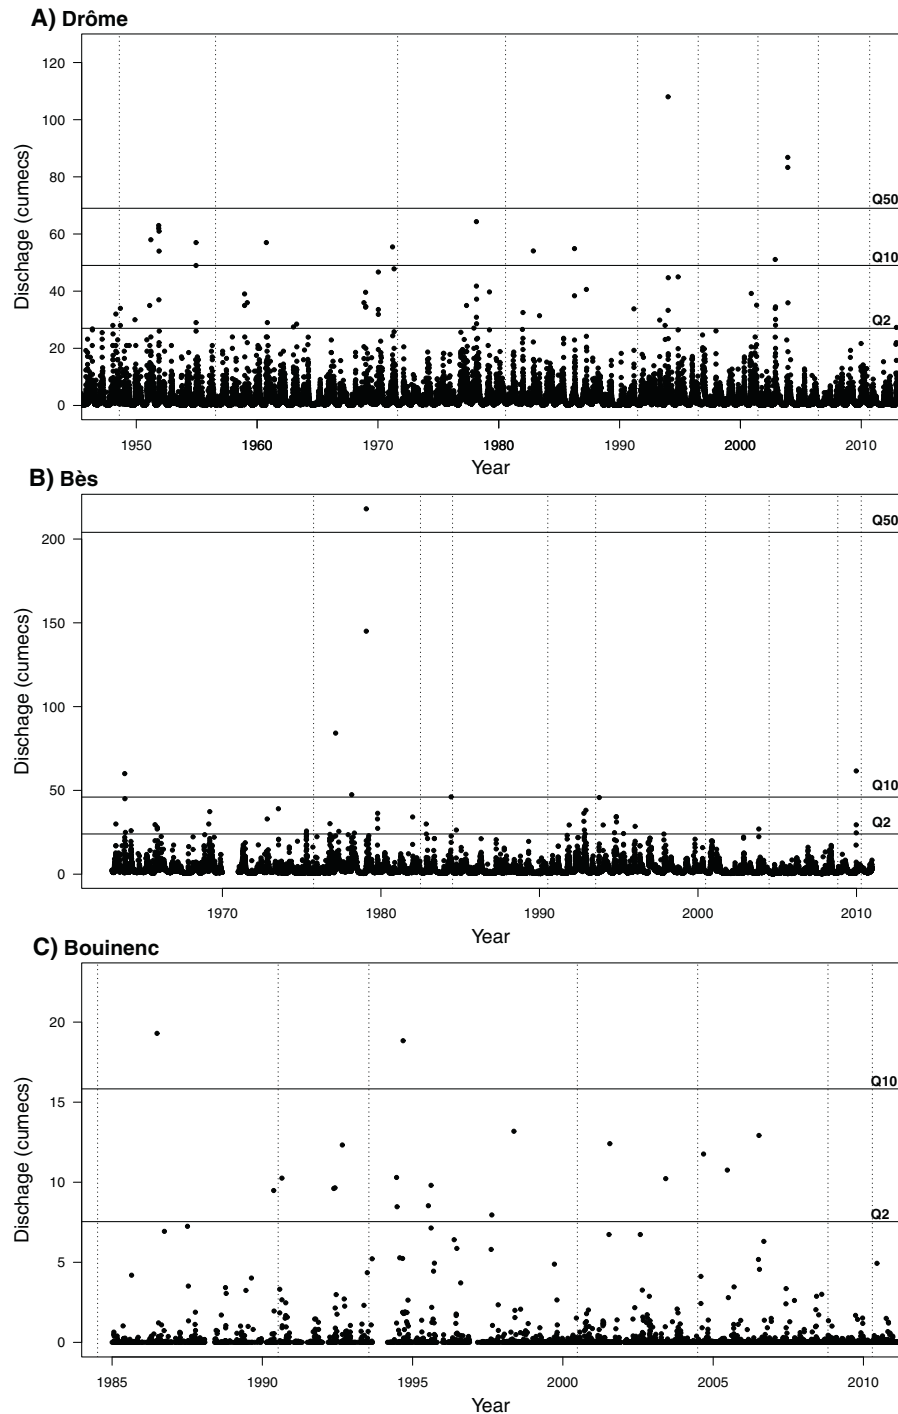 A) Drôme
120
100
80
60
40
20
0
Dischage (cumecs)
Q50
Q10
Q2
1950
1960
1970
1980
1990
2000
2010
Year
B) Bès
200
150
100
50
0
Dischage (cumecs)
Q50
Q10
Q2
1970
1980
1990
2000
2010
Year
C) Bouinenc
20
15
10
5
0
Dischage (cumecs)
Q10
Q2
1985
1990
1995
2000
2005
2010
Year